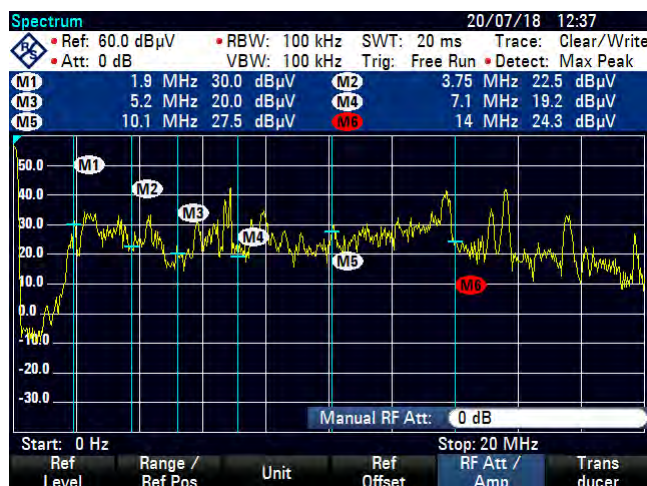 Spectrum 20/07/18 12:37
R/S Ref: 60.0 dBµV RBW: 100 kHz SWT: 20 ms Trace: Clear/Write
Att: 0 dB VBW: 100 kHz Trig: Free Run Detect: Max Peak
M1 1.9 MHz 30.0 dBµV M2 3.75 MHz 22.5 dBµV
M3 5.2 MHz 20.0 dBµV M4 7.1 MHz 19.2 dBµV
M5 10.1 MHz 27.5 dBµV M6 14 MHz 24.3 dBµV
50.0 M1
40.0 M2
30.0 M3
M4
20.0 M5
10.0 M6
0.0
-10.0
-20.0
-30.0
Manual RF Att: 0 dB
Start: 0 Hz Stop: 20 MHz
Ref Range / Unit Ref RF Att / Trans
Level Ref Pos Offset Amp ducer